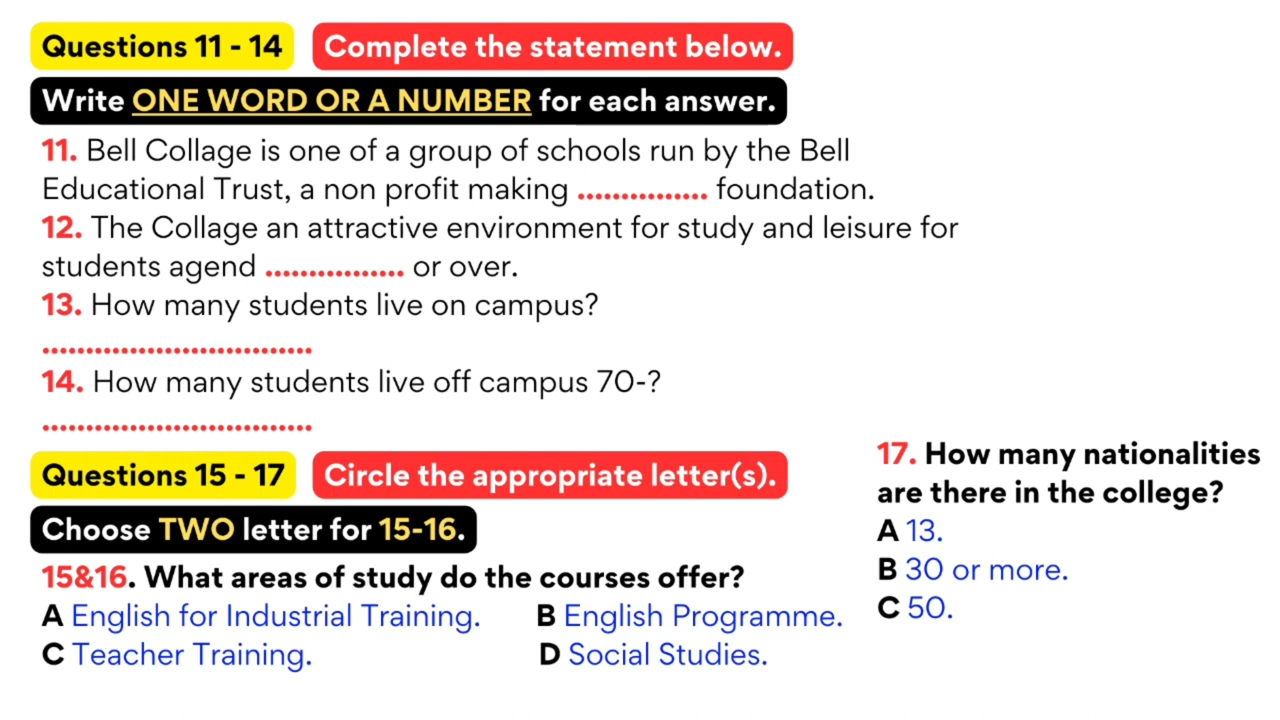 Questions 11 - 14 Complete the statement below.
Write ONE WORD OR A NUMBER for each answer.
11. Bell Collage is one of a group of schools run by the Bell
Educational Trust, a non profit making ............... foundation.
12. The Collage an attractive environment for study and leisure for
students agend ................ or over.
13. How many students live on campus?
...............................
14. How many students live off campus 70-?
...............................
Questions 15 - 17 Circle the appropriate letter(s).
Choose TWO letter for 15-16.
15&16. What areas of study do the courses offer?
A English for Industrial Training. B English Programme.
C Teacher Training. D Social Studies.
17. How many nationalities
are there in the college?
A 13.
B 30 or more.
C 50.